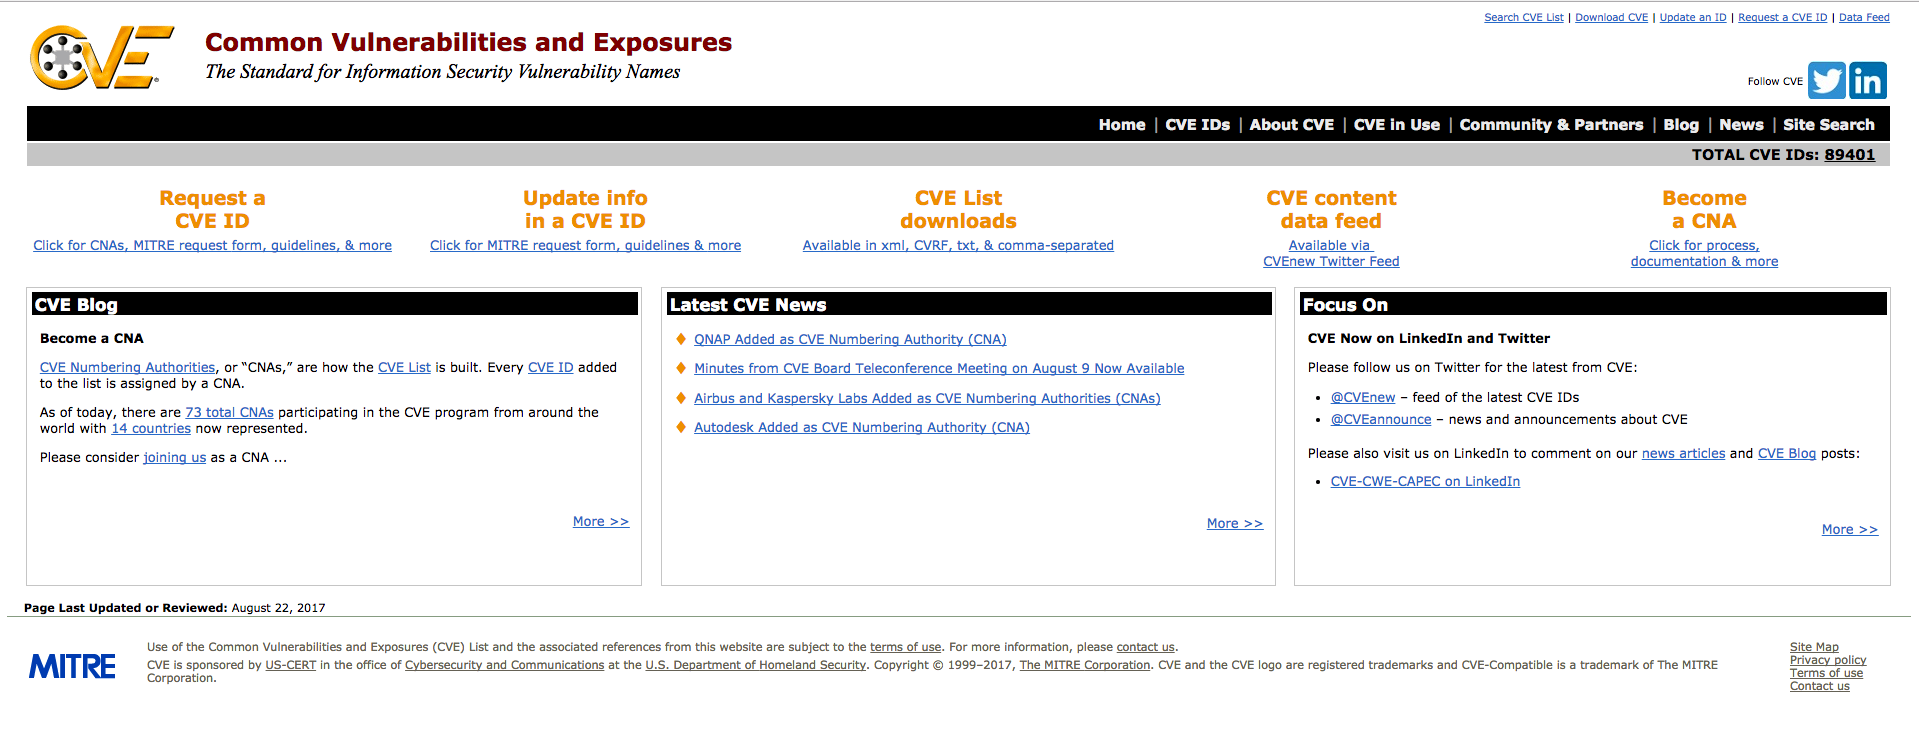 Search CVE List | Download CVE | Update an ID | Request a CVE ID | Data Feed
CVE
Common Vulnerabilities and Exposures
The Standard for Information Security Vulnerability Names
Follow CVE
in
Home | CVE IDs | About CVE | CVE in Use | Community & Partners | Blog | News | Site Search
TOTAL CVE IDs: 89401
Request a
CVE ID
Click for CNAs, MITRE request form, guidelines, & more
Update info
in a CVE ID
Click for MITRE request form, guidelines & more
CVE List
downloads
Available in xml, CVRF, txt, & comma-separated
CVE content
data feed
Available via
CVEnew Twitter Feed
Become
a CNA
Click for process,
documentation & more
CVE Blog
Become a CNA
CVE Numbering Authorities, or “CNAs,” are how the CVE List is built. Every CVE ID added
to the list is assigned by a CNA.
As of today, there are 73 total CNAs participating in the CVE program from around the
world with 14 countries now represented.
Please consider joining us as a CNA ...
More >>
Latest CVE News
QNAP Added as CVE Numbering Authority (CNA)
Minutes from CVE Board Teleconference Meeting on August 9 Now Available
Airbus and Kaspersky Labs Added as CVE Numbering Authorities (CNAs)
Autodesk Added as CVE Numbering Authority (CNA)
More >>
Focus On
CVE Now on LinkedIn and Twitter
Please follow us on Twitter for the latest from CVE:
• @CVEnew – feed of the latest CVE IDs
• @CVEannounce – news and announcements about CVE
Please also visit us on LinkedIn to comment on our news articles and CVE Blog posts:
• CVE-CWE-CAPEC on LinkedIn
More >>
Page Last Updated or Reviewed: August 22, 2017
MITRE
Use of the Common Vulnerabilities and Exposures (CVE) List and the associated references from this website are subject to the terms of use. For more information, please contact us.
CVE is sponsored by US-CERT in the office of Cybersecurity and Communications at the U.S. Department of Homeland Security. Copyright © 1999–2017, The MITRE Corporation. CVE and the CVE logo are registered trademarks and CVE-Compatible is a trademark of The MITRE
Corporation.
Site Map
Privacy policy
Terms of use
Contact us